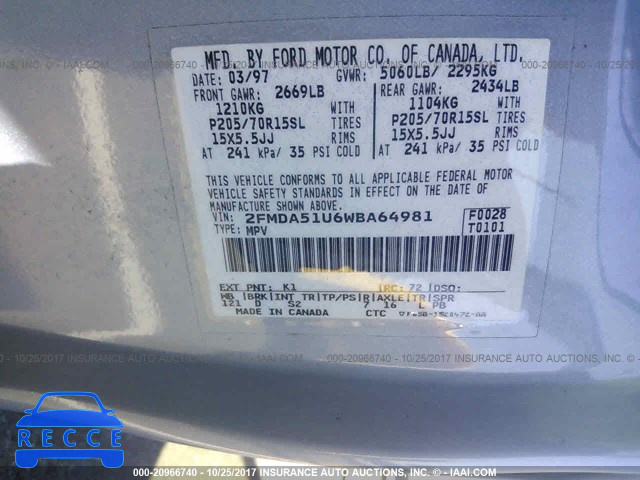 MFD. BY FORD MOTOR CO. OF CANADA, LTD.
DATE: 03/97 GVWR: 5060LB/ 2295KG
FRONT GAWR: 2669LB REAR GAWR: 2434LB
1210KG WITH 1104KG WITH
P205/70R15SL TIRES P205/70R15SL TIRES
15X5.5JJ RIMS 15X5.5JJ RIMS
AT 241 kPa/ 35 PSI COLD AT 241 kPa/ 35 PSI COLD
THIS VEHICLE CONFORMS TO ALL APPLICABLE FEDERAL MOTOR
VEHICLE SAFETY STANDARDS IN EFFECT ON THE DATE OF
MANUFACTURE SHOWN ABOVE.
VIN: 2FMDA51U6WBA64981 F0028
TYPE: MPV T0101
EXT PNT: K1 RC: 72 DSO:
WB BRK INT TR TP/PS R AXLE TR SPR
121 D S2 7 16 L PB
MADE IN CANADA CTC
RECCE
000-20966740 - 10/25/2017 INSURANCE AUTO AUCTIONS, INC. - © - IAAI.COM